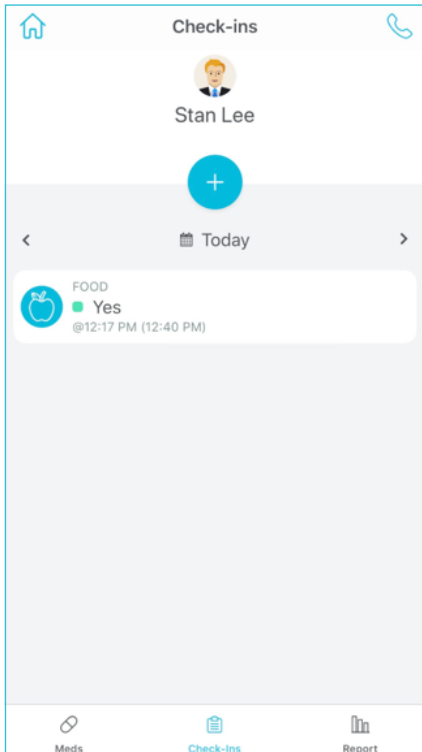 Check-ins
Stan Lee
Today
FOOD
Yes
@12:17 PM (12:40 PM)
Meds
Check-Ins
Report